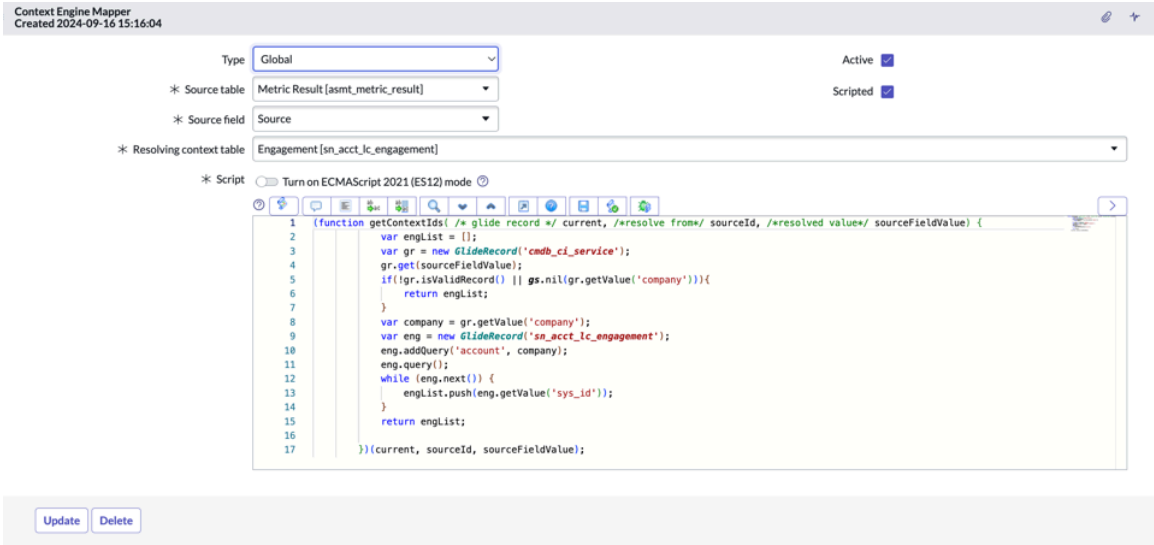 Context Engine Mapper
Created 2024-09-16 15:16:04
Type Global Active
* Source table Metric Result [asmt_metric_result] Scripted
* Source field Source
* Resolving context table Engagement [sn_acct_lc_engagement]
* Script Turn on ECMAScript 2021 (ES12) mode
1 (function getContextIds( /* glide record */ current, /*resolve from*/ sourceId, /*resolved value*/ sourceFieldValue) {
2 var engList = [];
3 var gr = new GlideRecord('cmdb_ci_service');
4 gr.get(sourceFieldValue);
5 if(!gr.isValidRecord() || gs.nil(gr.getValue('company'))){
6 return engList;
7 }
8 var company = gr.getValue('company');
9 var eng = new GlideRecord('sn_acct_lc_engagement');
10 eng.addQuery('account', company);
11 eng.query();
12 while (eng.next()) {
13 engList.push(eng.getValue('sys_id'));
14 }
15 return engList;
16
17 })(current, sourceId, sourceFieldValue);
Update Delete